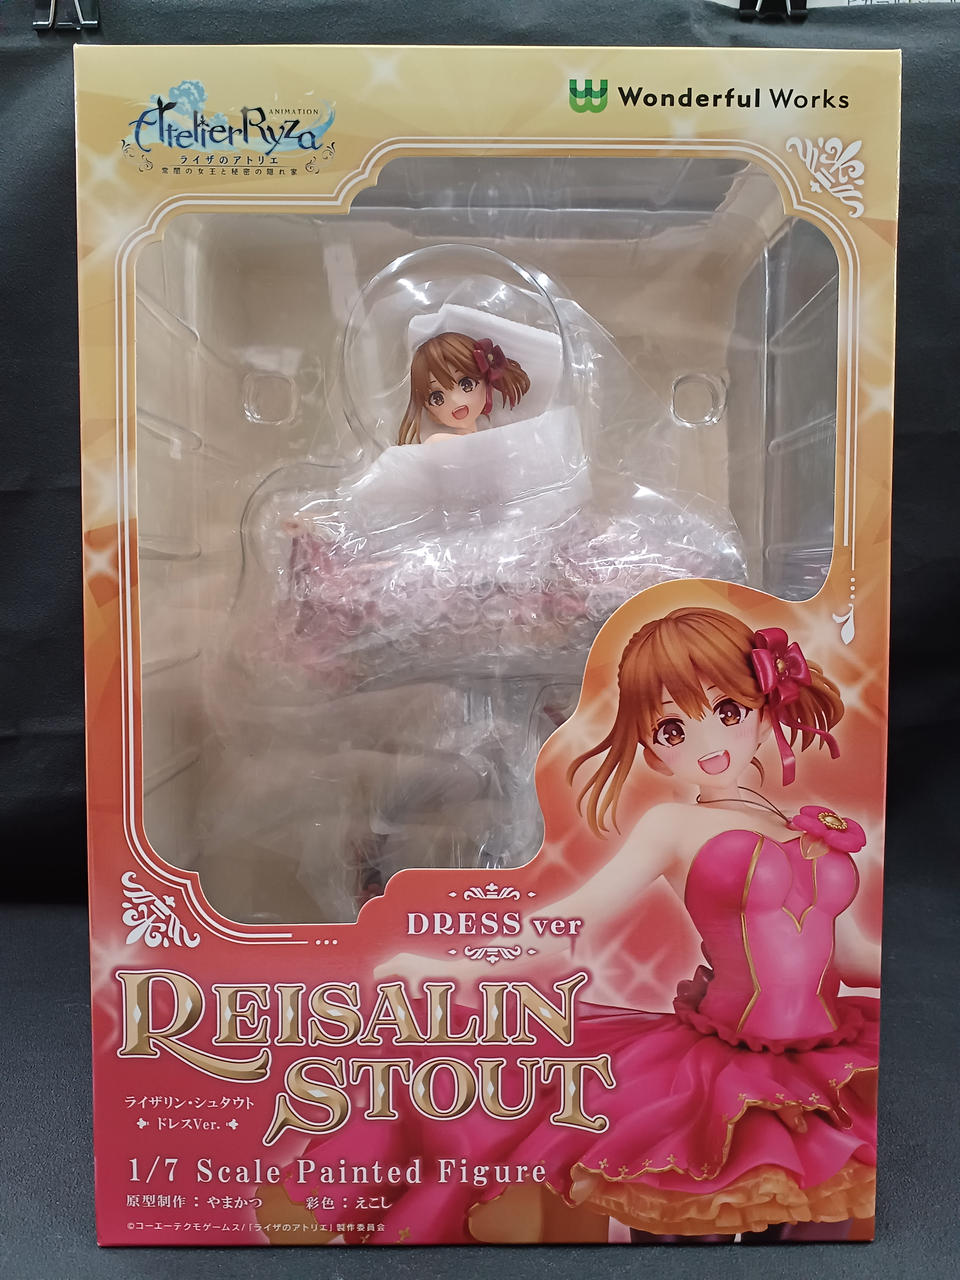 Wonderful Works
ANIMATION
Atelier Ryza
ライザのアトリエ
常闇の女王と秘密の隠れ家
DRESS ver
REISALIN
STOUT
ライザリン・シュタウト
ドレスVer.
1/7 Scale Painted Figure
原型制作：やまかつ 彩色：えこし
©コーエーテクモゲームス/「ライザのアトリエ」製作委員会